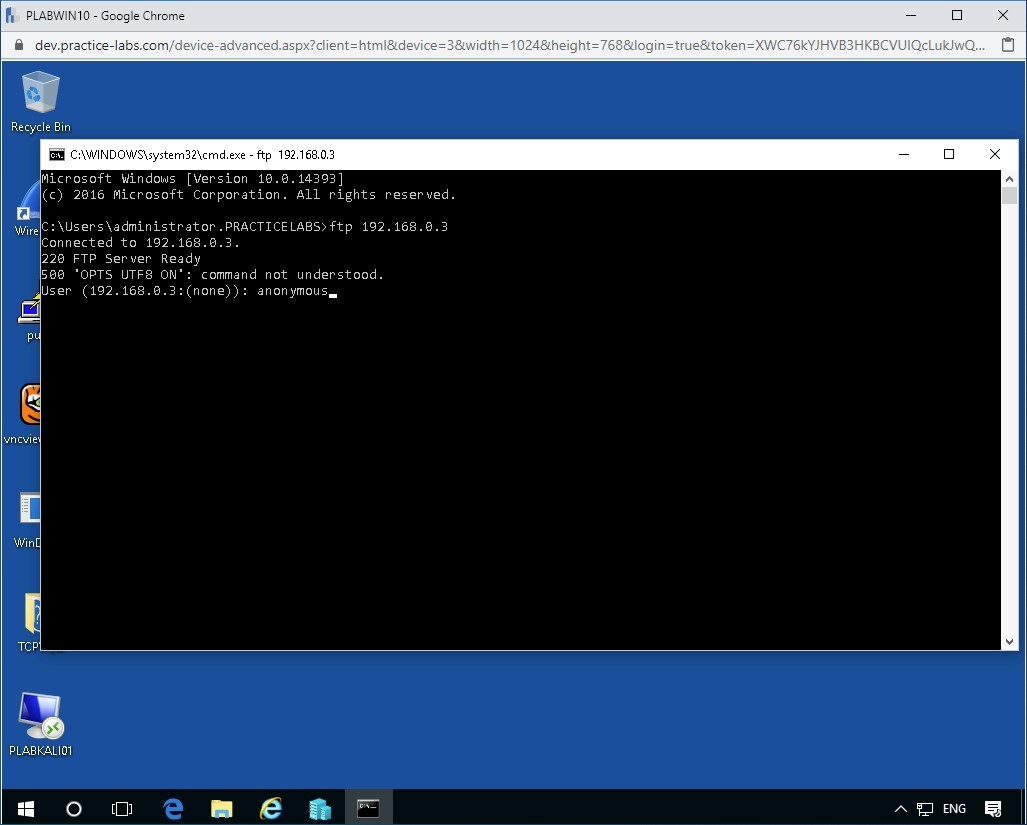 PLABWIN10 - Google Chrome
dev.practice-labs.com/device-advanced.aspx?client=html&device=3&width=1024&height=768&login=true&token=XWC76kYJHVB3HKBCVUIQcLukJwQ...
Recycle Bin
C:\WINDOWS\system32\cmd.exe - ftp 192.168.0.3
Microsoft Windows [Version 10.0.14393]
(c) 2016 Microsoft Corporation. All rights reserved.
C:\Users\administrator.PRACTICELABS>ftp 192.168.0.3
Connected to 192.168.0.3.
220 FTP Server Ready
500 'OPTS UTF8 ON': command not understood.
User (192.168.0.3:(none)): anonymous
Wire
pu
vncview
WinD
TCPV
PLABKALI01
ENG